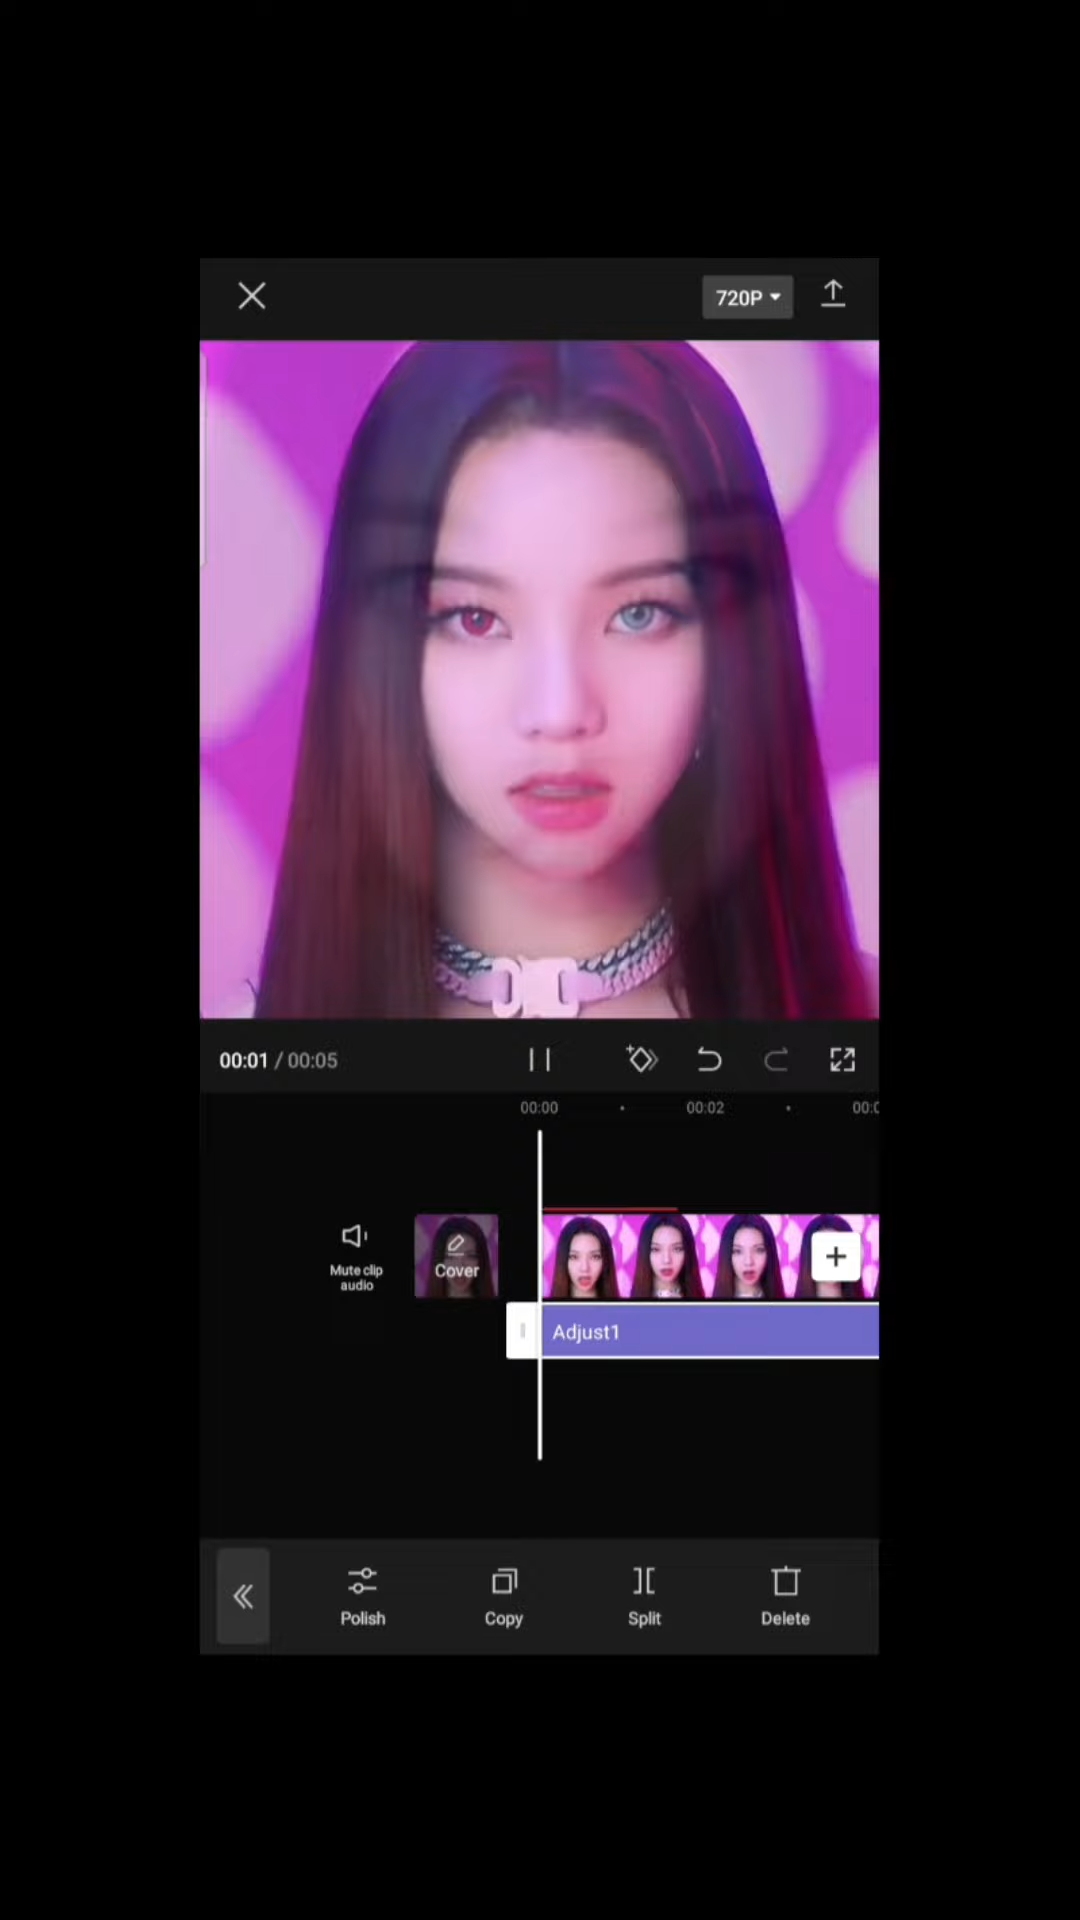 720P
00:01 / 00:05
00:00
00:02
Mute clip
audio
Cover
Adjust1
Polish
Copy
Split
Delete